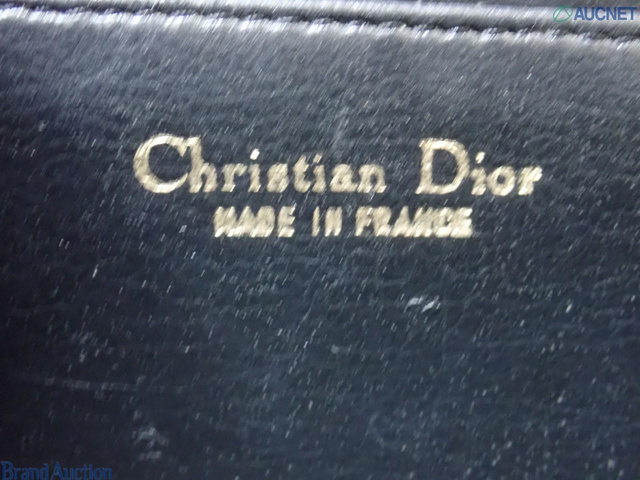 AUCNET
Christian Dior
MADE IN FRANCE
Brand Auction